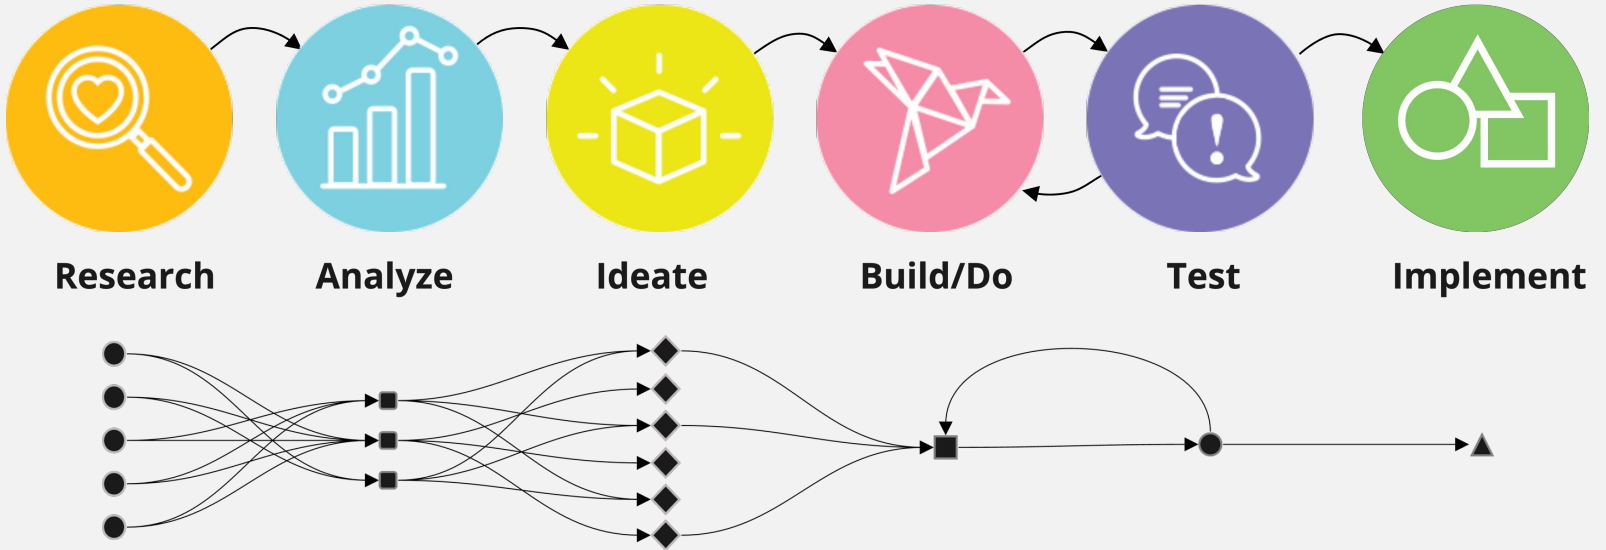 Research
Analyze
Ideate
Build/Do
Test
Implement